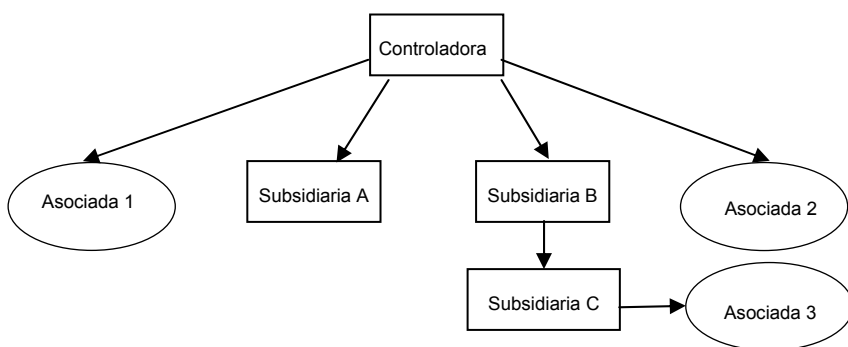 Controladora
Asociada 1
Subsidiaria A
Subsidiaria B
Asociada 2
Subsidiaria C
Asociada 3